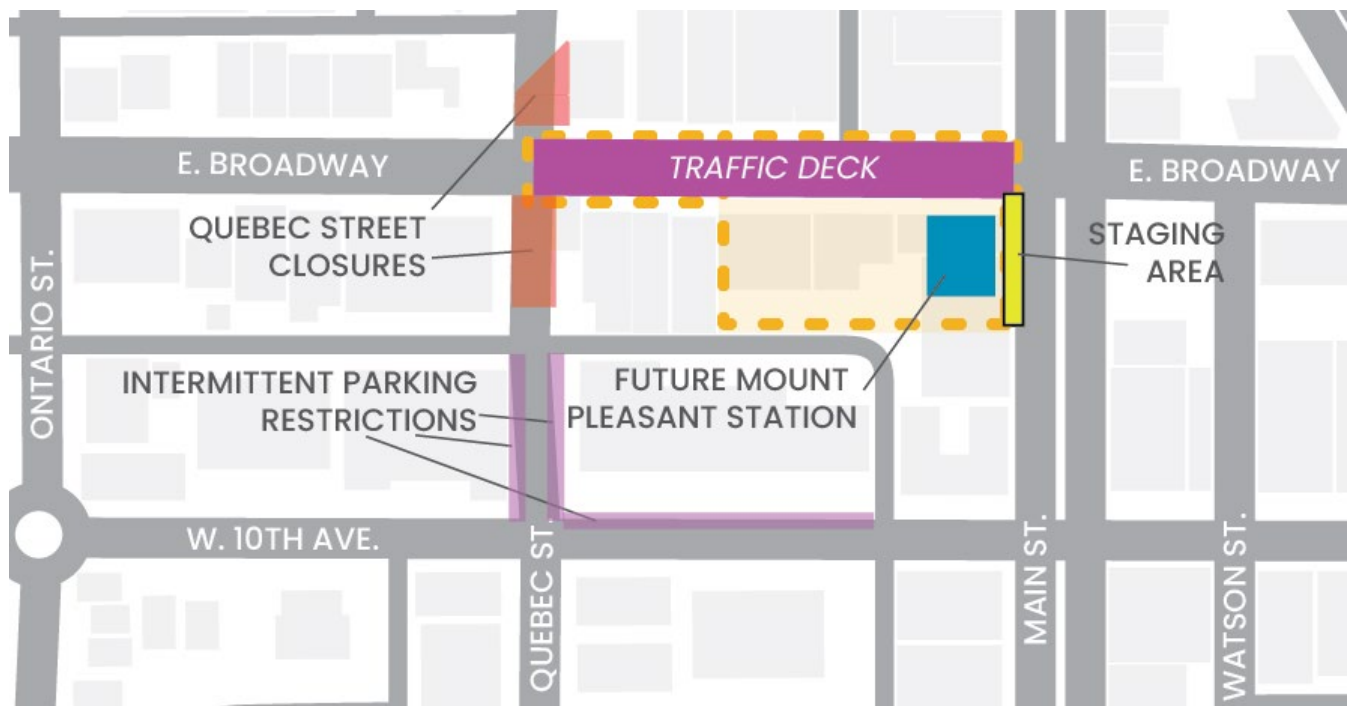 E. BROADWAY
TRAFFIC DECK
E. BROADWAY
QUEBEC STREET
CLOSURES
STAGING
AREA
ONTARIO ST.
INTERMITTENT PARKING
RESTRICTIONS
FUTURE MOUNT
PLEASANT STATION
W. 10TH AVE.
QUEBEC ST.
MAIN ST.
WATSON ST.